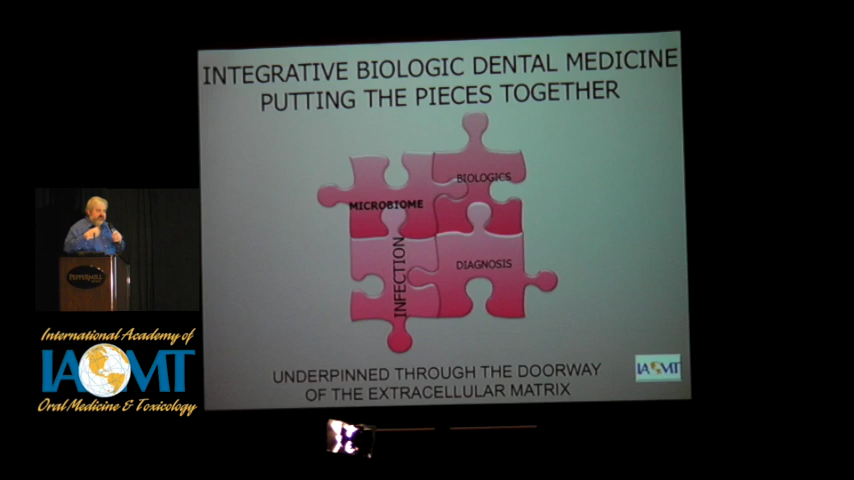 INTEGRATIVE BIOLOGIC DENTAL MEDICINE
PUTTING THE PIECES TOGETHER
BIOLOGICS
MICROBIOME
INFECTION
DIAGNOSIS
UNDERPINNED THROUGH THE DOORWAY
OF THE EXTRACELLULAR MATRIX
IAOMT
PEPPERMILL
International Academy of
IAOMT
Oral Medicine & Toxicology